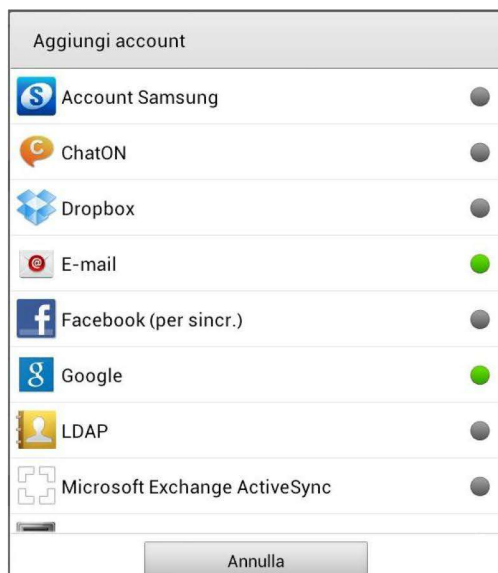 Aggiungi account
Account Samsung
ChatON
Dropbox
E-mail
Facebook (per sincr.)
Google
LDAP
Microsoft Exchange ActiveSync
Annulla